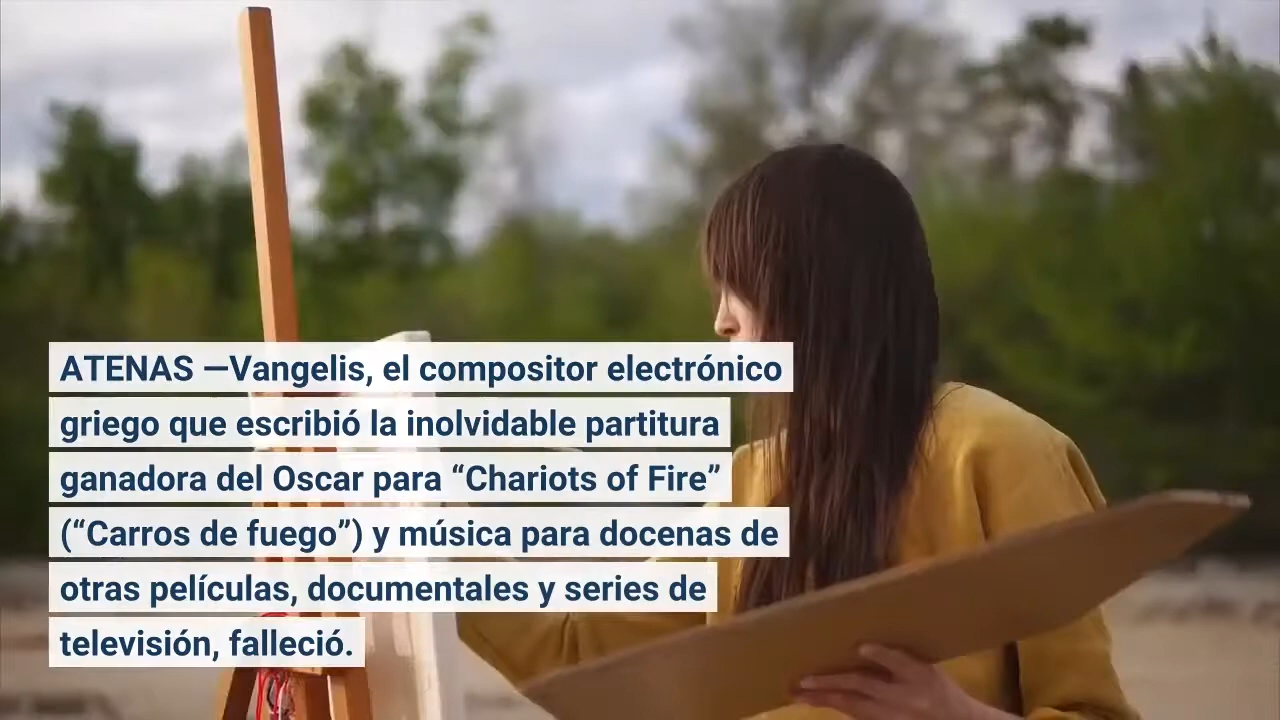 ATENAS —Vangelis, el compositor electrónico
griego que escribió la inolvidable partitura
ganadora del Oscar para “Chariots of Fire”
(“Carros de fuego”) y música para docenas de
otras películas, documentales y series de
televisión, falleció.